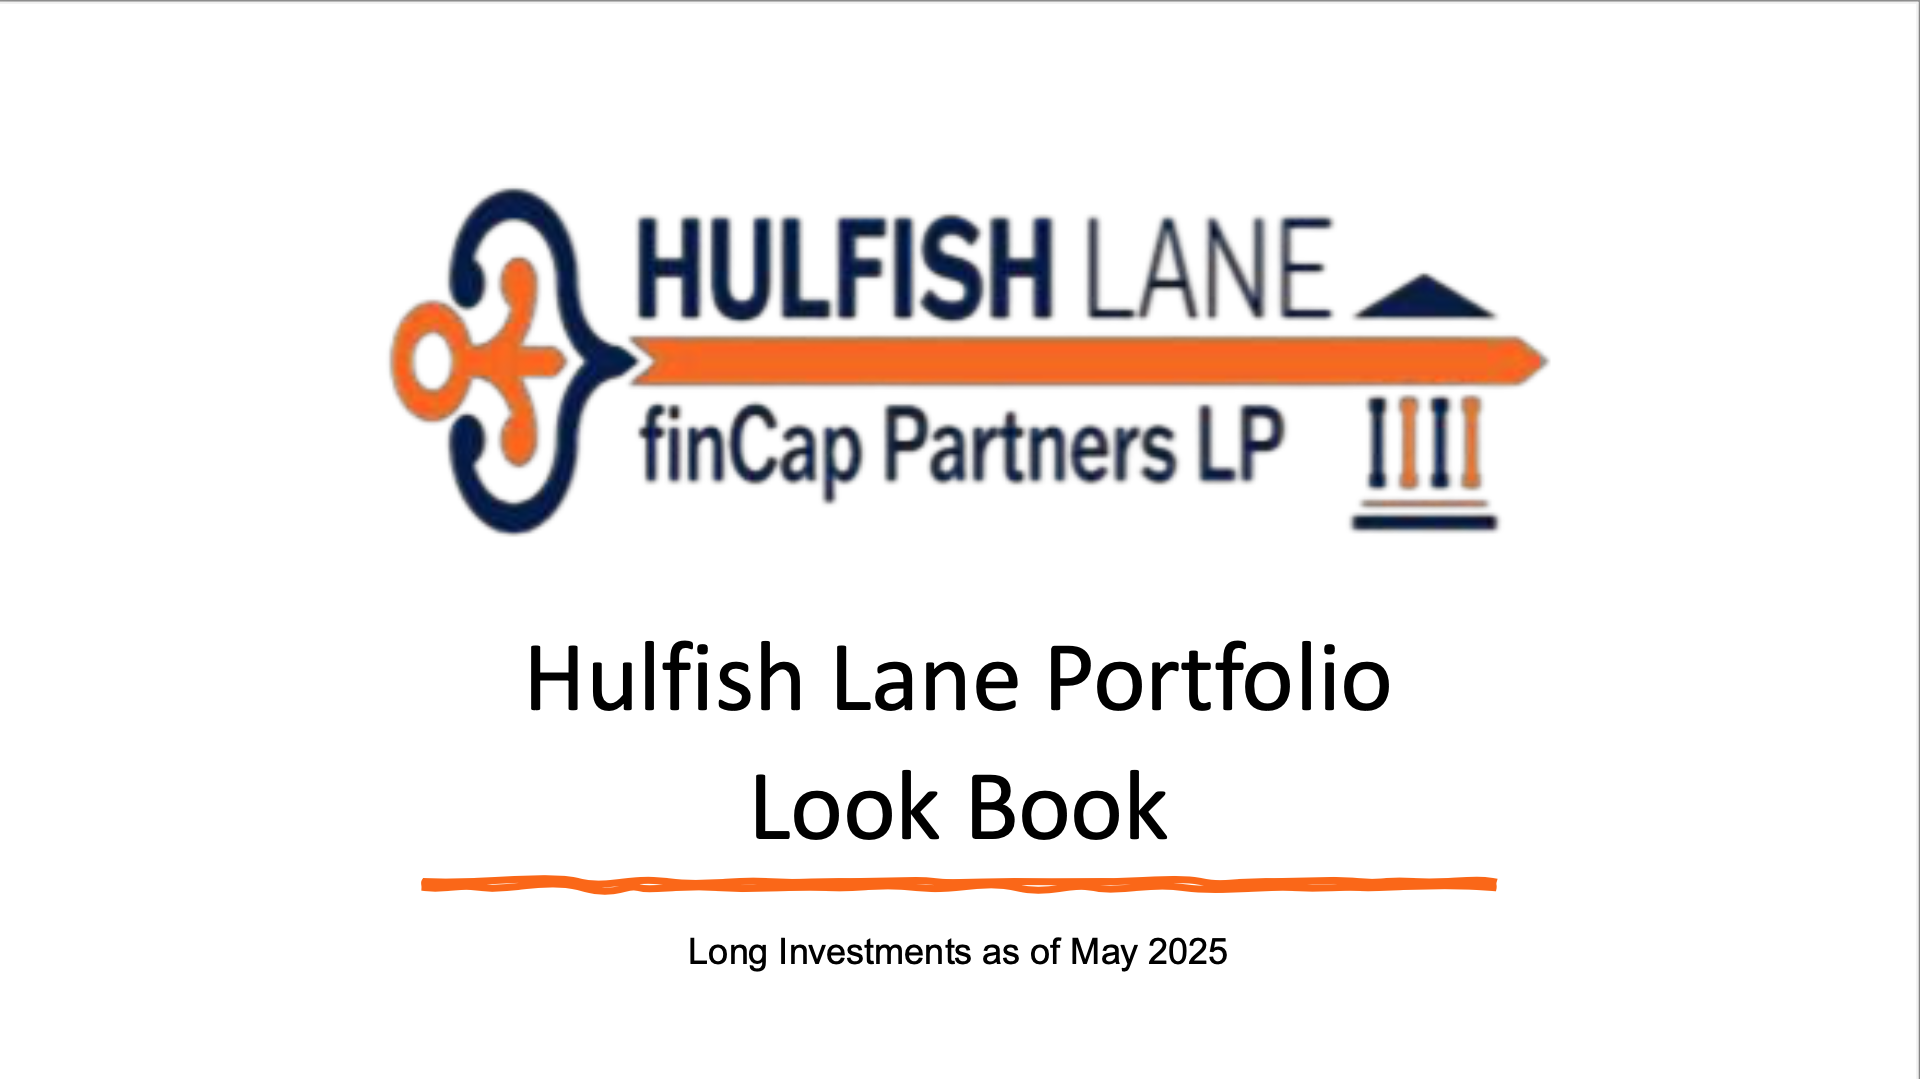 HULFISH LANE
finCap Partners LP
Hulfish Lane Portfolio
Look Book
Long Investments as of May 2025